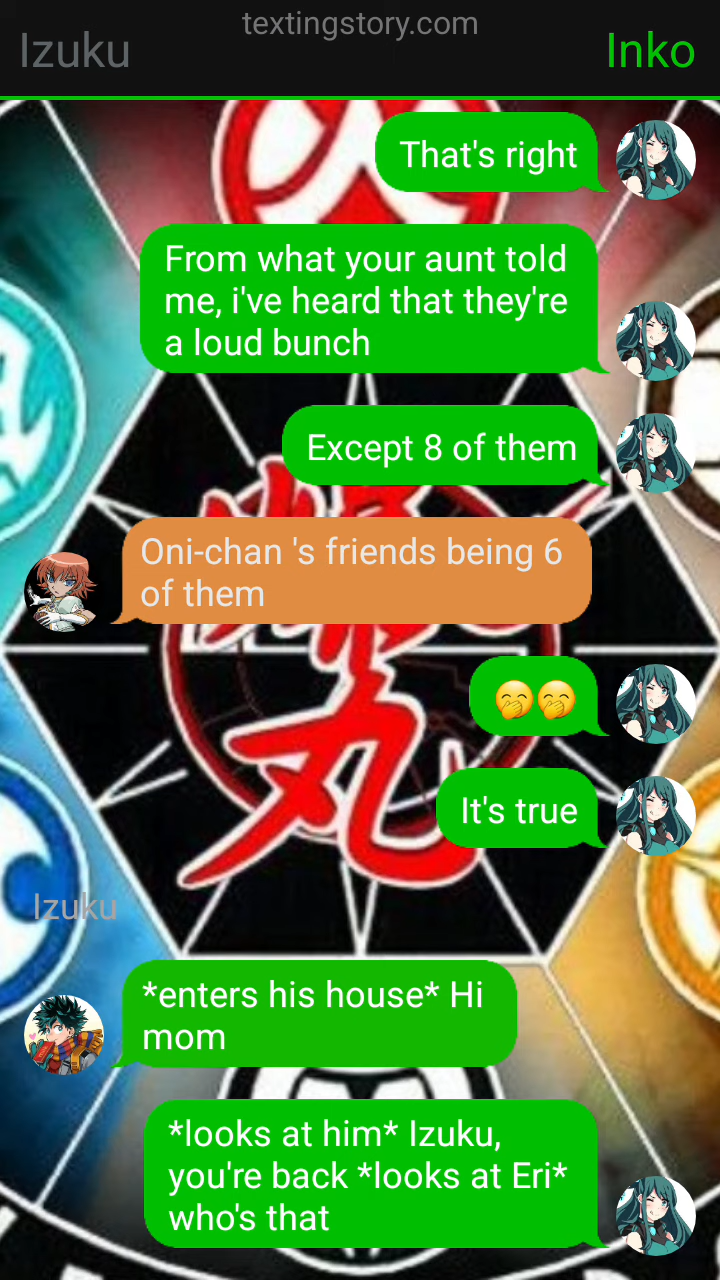 textingstory.com
Izuku
Inko
That's right
From what your aunt told
me, i've heard that they're
a loud bunch
Except 8 of them
Oni-chan 's friends being 6
of them
🤭🤭
It's true
Izuku
*enters his house* Hi
mom
*looks at him* Izuku,
you're back *looks at Eri*
who's that